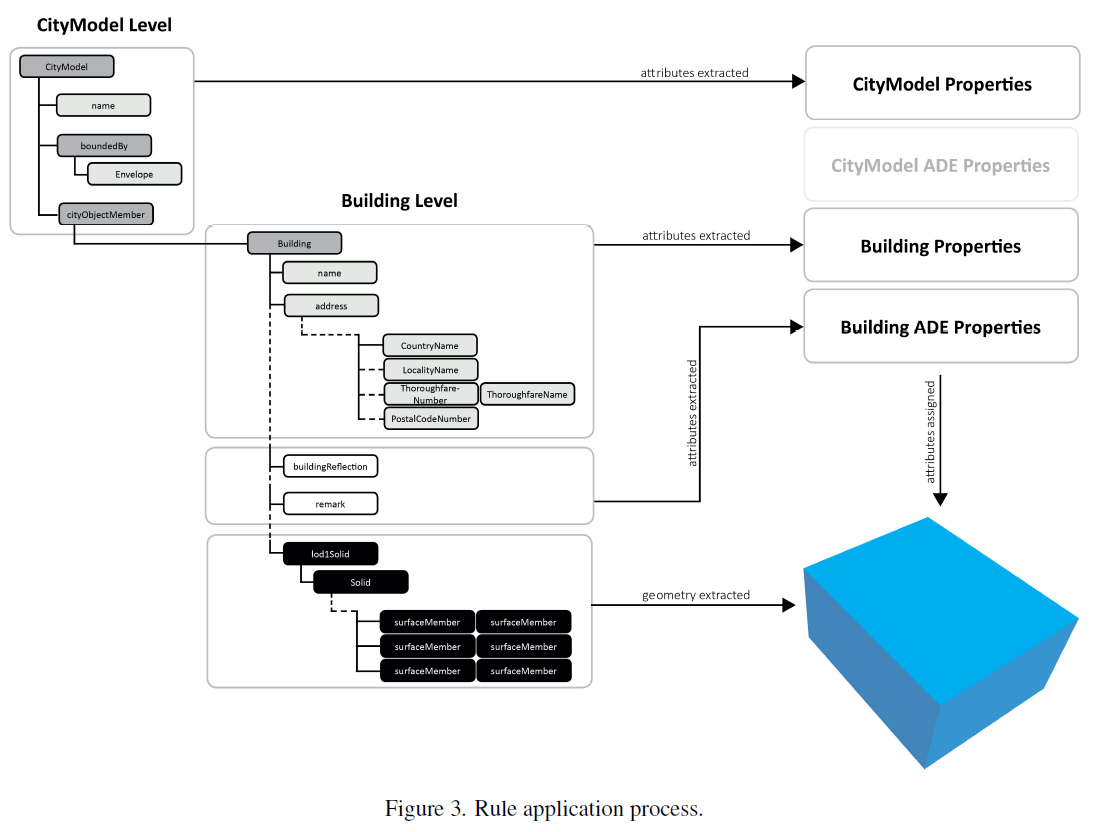 CityModel Level
CityModel
name
boundedBy
Envelope
cityObjectMember
attributes extracted
CityModel Properties
CityModel ADE Properties
Building Level
Building
name
address
CountryName
LocalityName
Thoroughfare-
Number
ThoroughfareName
PostalCodeNumber
attributes extracted
Building Properties
Building ADE Properties
buildingReflection
remark
attributes extracted
attributes assigned
lod1Solid
Solid
surfaceMember surfaceMember
surfaceMember surfaceMember
surfaceMember surfaceMember
geometry extracted
Figure 3. Rule application process.